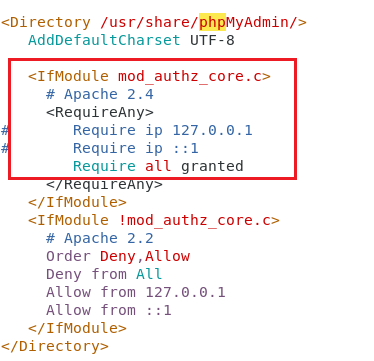 <Directory /usr/share/phpMyAdmin/>
AddDefaultCharset UTF-8
<IfModule mod_authz_core.c>
# Apache 2.4
<RequireAny>
# Require ip 127.0.0.1
# Require ip ::1
Require all granted
</RequireAny>
</IfModule>
<IfModule !mod_authz_core.c>
# Apache 2.2
Order Deny,Allow
Deny from All
Allow from 127.0.0.1
Allow from ::1
</IfModule>
</Directory>